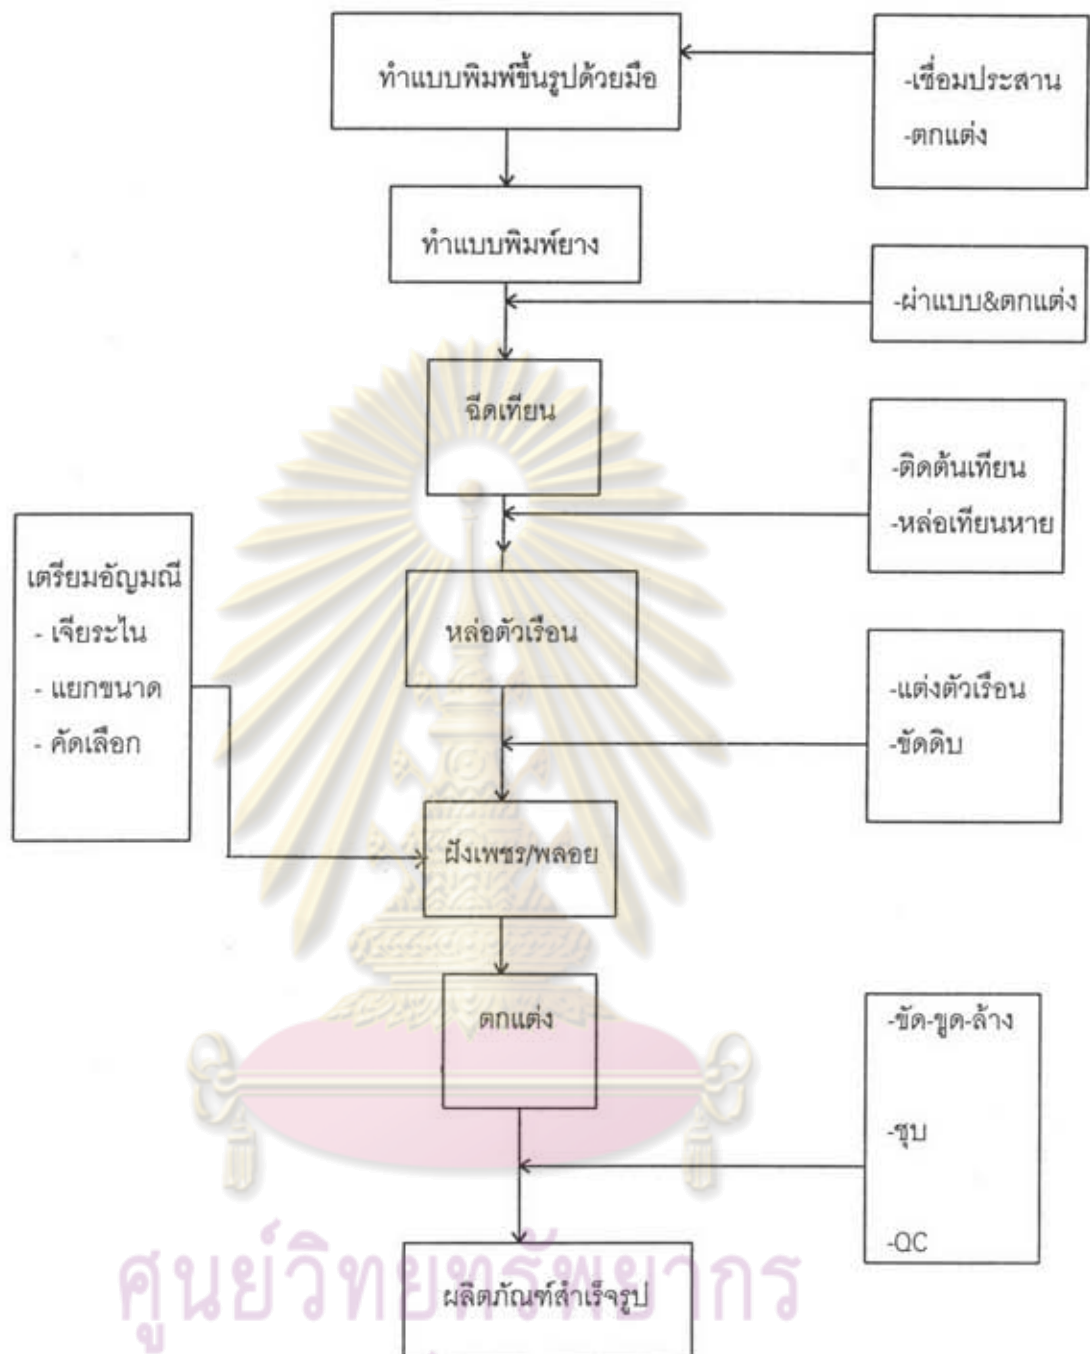 ทำแบบพิมพ์ขึ้นรูปด้วยมือ
-เชื่อมประสาน
-ตกแต่ง
ทำแบบพิมพ์ยาง
-ผ่าแบบ&ตกแต่ง
ฉีดเทียน
-ติดต้นเทียน
-หล่อเทียนหาย
เตรียมอัญมณี
- เจียระไน
- แยกขนาด
- คัดเลือก
หล่อตัวเรือน
-แต่งตัวเรือน
-ขัดดิบ
ฝังเพชร/พลอย
ตกแต่ง
-ขัด-ขูด-ล้าง
-ชุบ
-QC
ผลิตภัณฑ์สำเร็จรูป
ศูนย์วิทยทรัพยากร